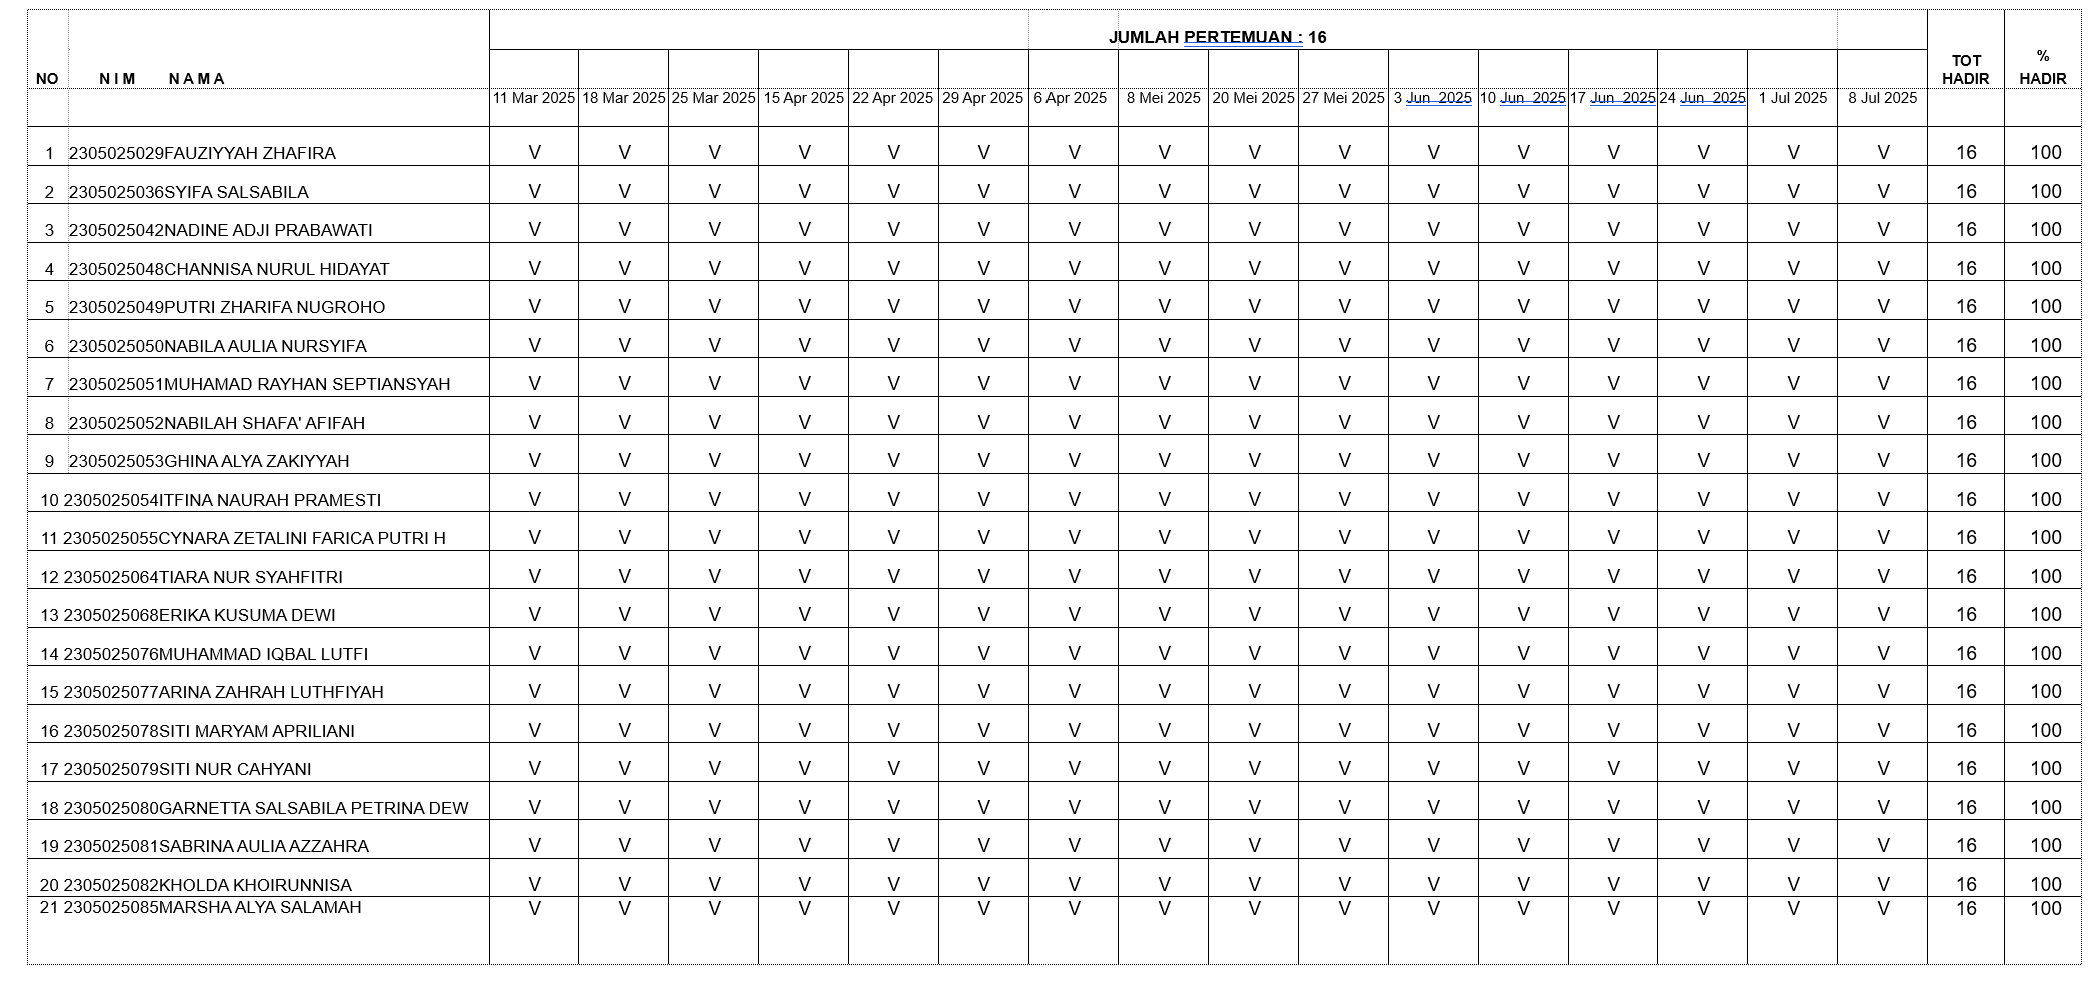 JUMLAH PERTEMUAN : 16
NO N I M N A M A TOT HADIR % HADIR
11 Mar 2025 18 Mar 2025 25 Mar 2025 15 Apr 2025 22 Apr 2025 29 Apr 2025 6 Apr 2025 8 Mei 2025 20 Mei 2025 27 Mei 2025 3 Jun 2025 10 Jun 2025 17 Jun 2025 24 Jun 2025 1 Jul 2025 8 Jul 2025
1 2305025029FAUZIYYAH ZHAFIRA V V V V V V V V V V V V V V V V 16 100
2 2305025036SYIFA SALSABILA V V V V V V V V V V V V V V V V 16 100
3 2305025042NADINE ADJI PRABAWATI V V V V V V V V V V V V V V V V 16 100
4 2305025048CHANNISA NURUL HIDAYAT V V V V V V V V V V V V V V V V 16 100
5 2305025049PUTRI ZHARIFA NUGROHO V V V V V V V V V V V V V V V V 16 100
6 2305025050NABILA AULIA NURSYIFA V V V V V V V V V V V V V V V V 16 100
7 2305025051MUHAMAD RAYHAN SEPTIANSYAH V V V V V V V V V V V V V V V V 16 100
8 2305025052NABILAH SHAFA' AFIFAH V V V V V V V V V V V V V V V V 16 100
9 2305025053GHINA ALYA ZAKIYYAH V V V V V V V V V V V V V V V V 16 100
10 2305025054ITFINA NAURAH PRAMESTI V V V V V V V V V V V V V V V V 16 100
11 2305025055CYNARA ZETALINI FARICA PUTRI H V V V V V V V V V V V V V V V V 16 100
12 2305025064TIARA NUR SYAHFITRI V V V V V V V V V V V V V V V V 16 100
13 2305025068ERIKA KUSUMA DEWI V V V V V V V V V V V V V V V V 16 100
14 2305025076MUHAMMAD IQBAL LUTFI V V V V V V V V V V V V V V V V 16 100
15 2305025077ARINA ZAHRAH LUTHFIYAH V V V V V V V V V V V V V V V V 16 100
16 2305025078SITI MARYAM APRILIANI V V V V V V V V V V V V V V V V 16 100
17 2305025079SITI NUR CAHYANI V V V V V V V V V V V V V V V V 16 100
18 2305025080GARNETTA SALSABILA PETRINA DEW V V V V V V V V V V V V V V V V 16 100
19 2305025081SABRINA AULIA AZZAHRA V V V V V V V V V V V V V V V V 16 100
20 2305025082KHOLDA KHOIRUNNISA V V V V V V V V V V V V V V V V 16 100
21 2305025085MARSHA ALYA SALAMAH V V V V V V V V V V V V V V V V 16 100